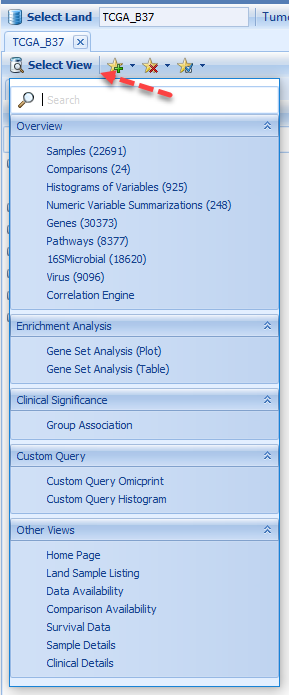 Select Land TCGA_B37 Tume
TCGA_B37
Select View
Search
Overview
Samples (22691)
Comparisons (24)
Histograms of Variables (925)
Numeric Variable Summarizations (248)
Genes (30373)
Pathways (8377)
16SMicrobial (18620)
Virus (9096)
Correlation Engine
Enrichment Analysis
Gene Set Analysis (Plot)
Gene Set Analysis (Table)
Clinical Significance
Group Association
Custom Query
Custom Query Omicprint
Custom Query Histogram
Other Views
Home Page
Land Sample Listing
Data Availability
Comparison Availability
Survival Data
Sample Details
Clinical Details